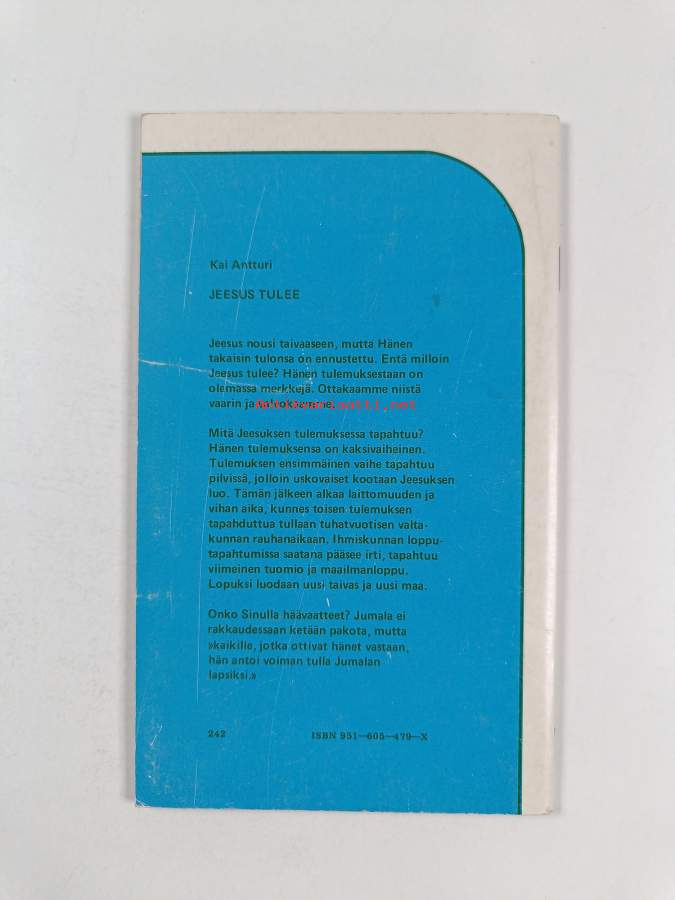 Kai Antturi
JEESUS TULEE
Jeesus nousi taivaaseen, mutta Hänen
takaisin tulonsa on ennustettu. Entä milloin
Jeesus tulee? Hänen tulemuksestaan on
olemassa merkkejä. Ottakaamme niistä
vaarin ja
Antikvariaatti.net
Mitä Jeesuksen tulemuksessa tapahtuu?
Hänen tulemuksensa on kaksivaiheinen.
Tulemuksen ensimmäinen vaihe tapahtuu
pilvissä, jolloin uskovaiset kootaan Jeesuksen
luo. Tämän jälkeen alkaa laittomuuden ja
vihan aika, kunnes toisen tulemuksen
tapahduttua tullaan tuhatvuotisen valta-
kunnan rauhanaikaan. Ihmiskunnan loppu-
tapahtumissa saatana pääsee irti, tapahtuu
viimeinen tuomio ja maailmanloppu.
Lopuksi luodaan uusi taivas ja uusi maa.
Onko Sinulla häävaatteet? Jumala ei
rakkaudessaan ketään pakota, mutta
»kaikille, jotka ottivat hänet vastaan,
hän antoi voiman tulla Jumalan
lapsiksi.»
242 ISBN 951—605—479—X